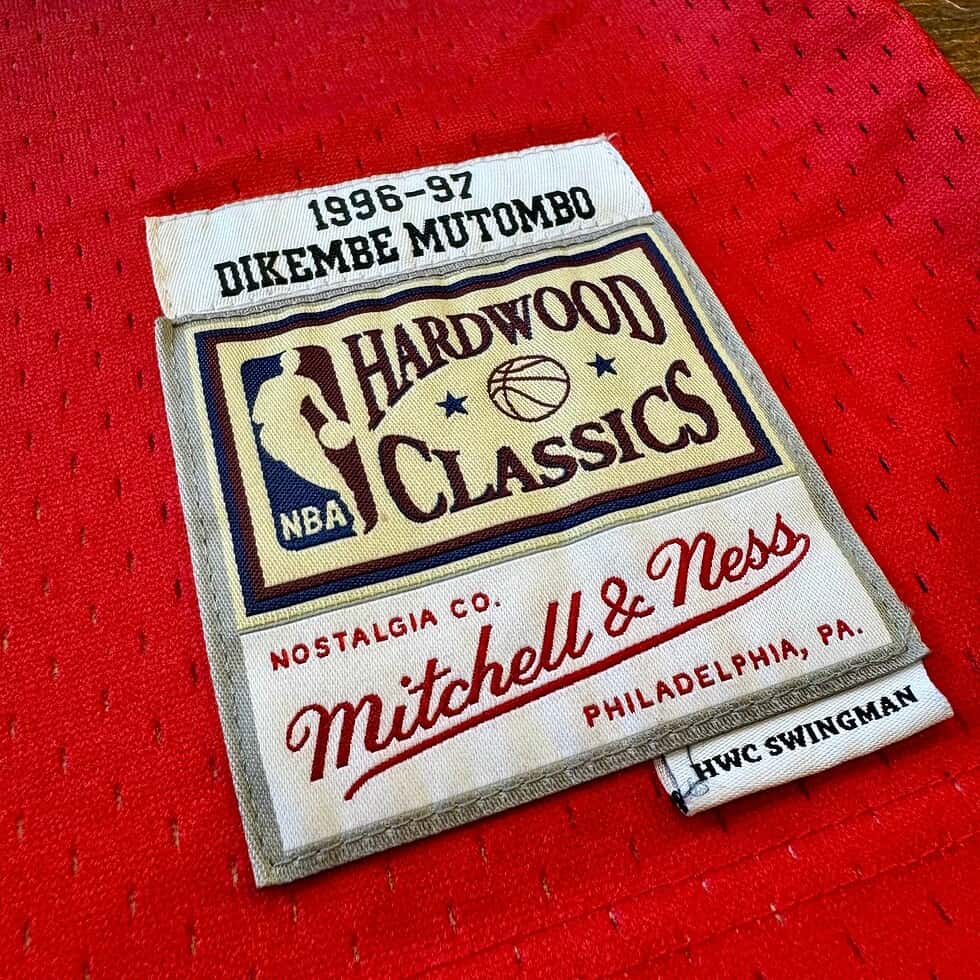 1996-97
DIKEMBE MUTOMBO
HARDWOOD
CLASSICS
NBA
NOSTALGIA CO.
Mitchell & Ness
PHILADELPHIA, PA.
HWC SWINGMAN